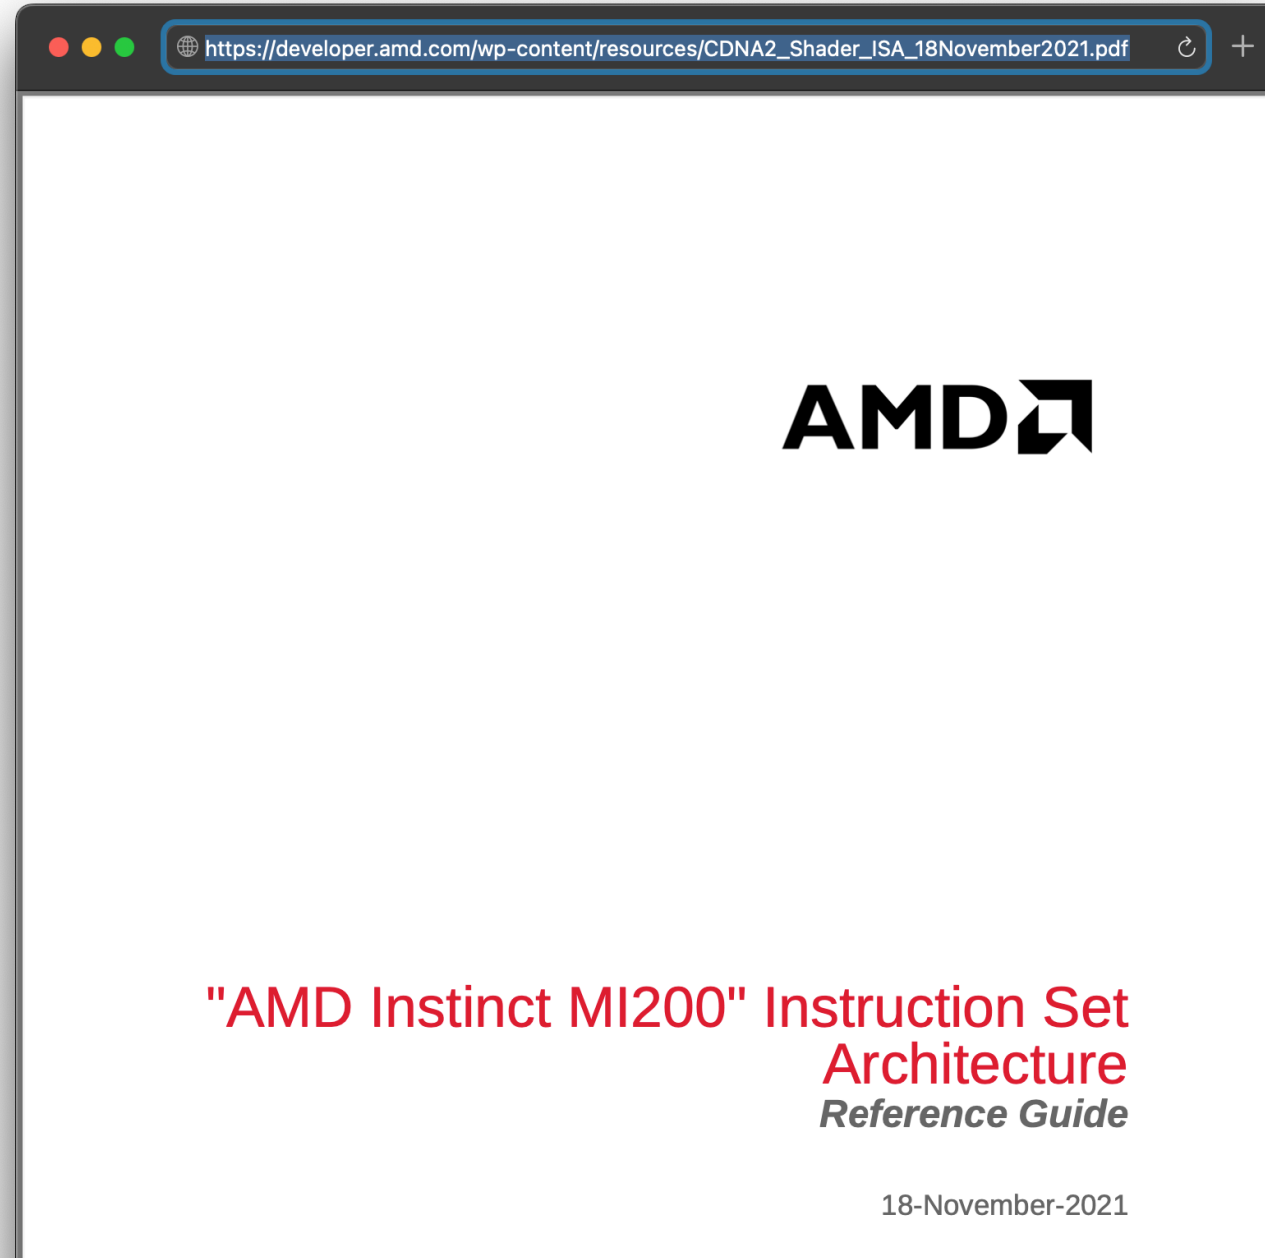 https://developer.amd.com/wp-content/resources/CDNA2_Shader_ISA_18November2021.pdf
AMD
"AMD Instinct MI200" Instruction Set
Architecture
Reference Guide
18-November-2021